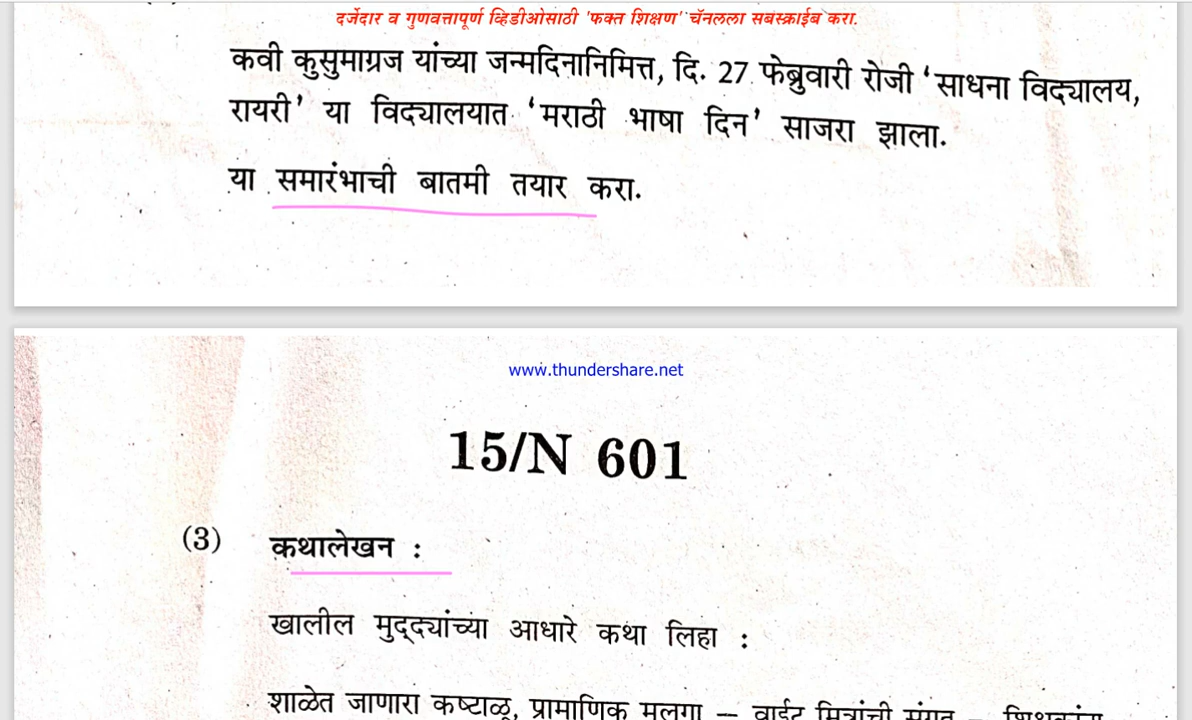 दर्जेदार व गुणवत्तापूर्ण व्हिडीओसाठी 'फक्त शिक्षण' चॅनलला सबस्क्राईब करा.
कवी कुसुमाग्रज यांच्या जन्मदिनानिमित्त, दि. 27 फेब्रुवारी रोजी 'साधना विद्यालय,
रायरी' या विद्यालयात 'मराठी भाषा दिन' साजरा झाला.
या समारंभाची बातमी तयार करा.
www.thundershare.net
15/N 601
(3) कथालेखन :
खालील मुद्द्यांच्या आधारे कथा लिहा :
शाळेत जाणारा कष्टाळू, प्रामाणिक मुलगा – वाईट मित्रांची संगत –